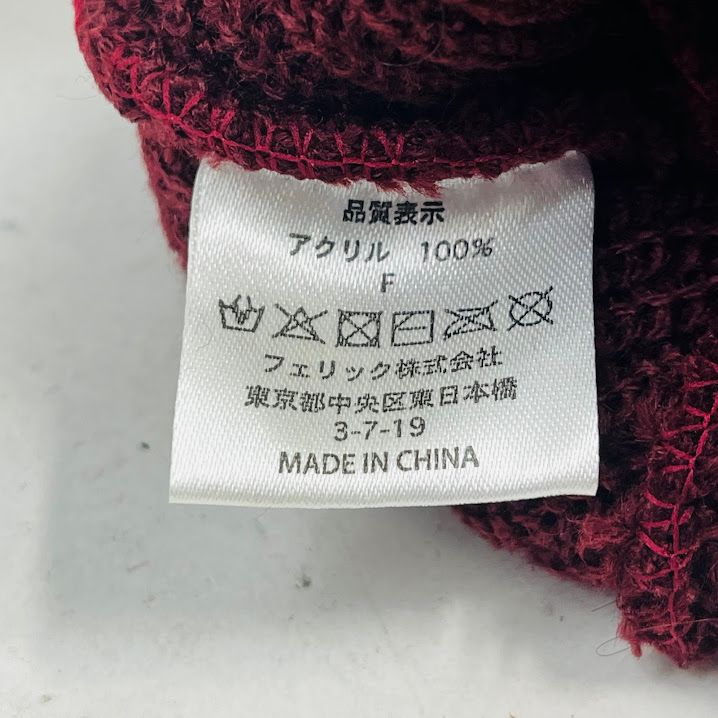 品質表示
アクリル 100%
F
フェリック株式会社
東京都中央区東日本橋
3-7-19
MADE IN CHINA